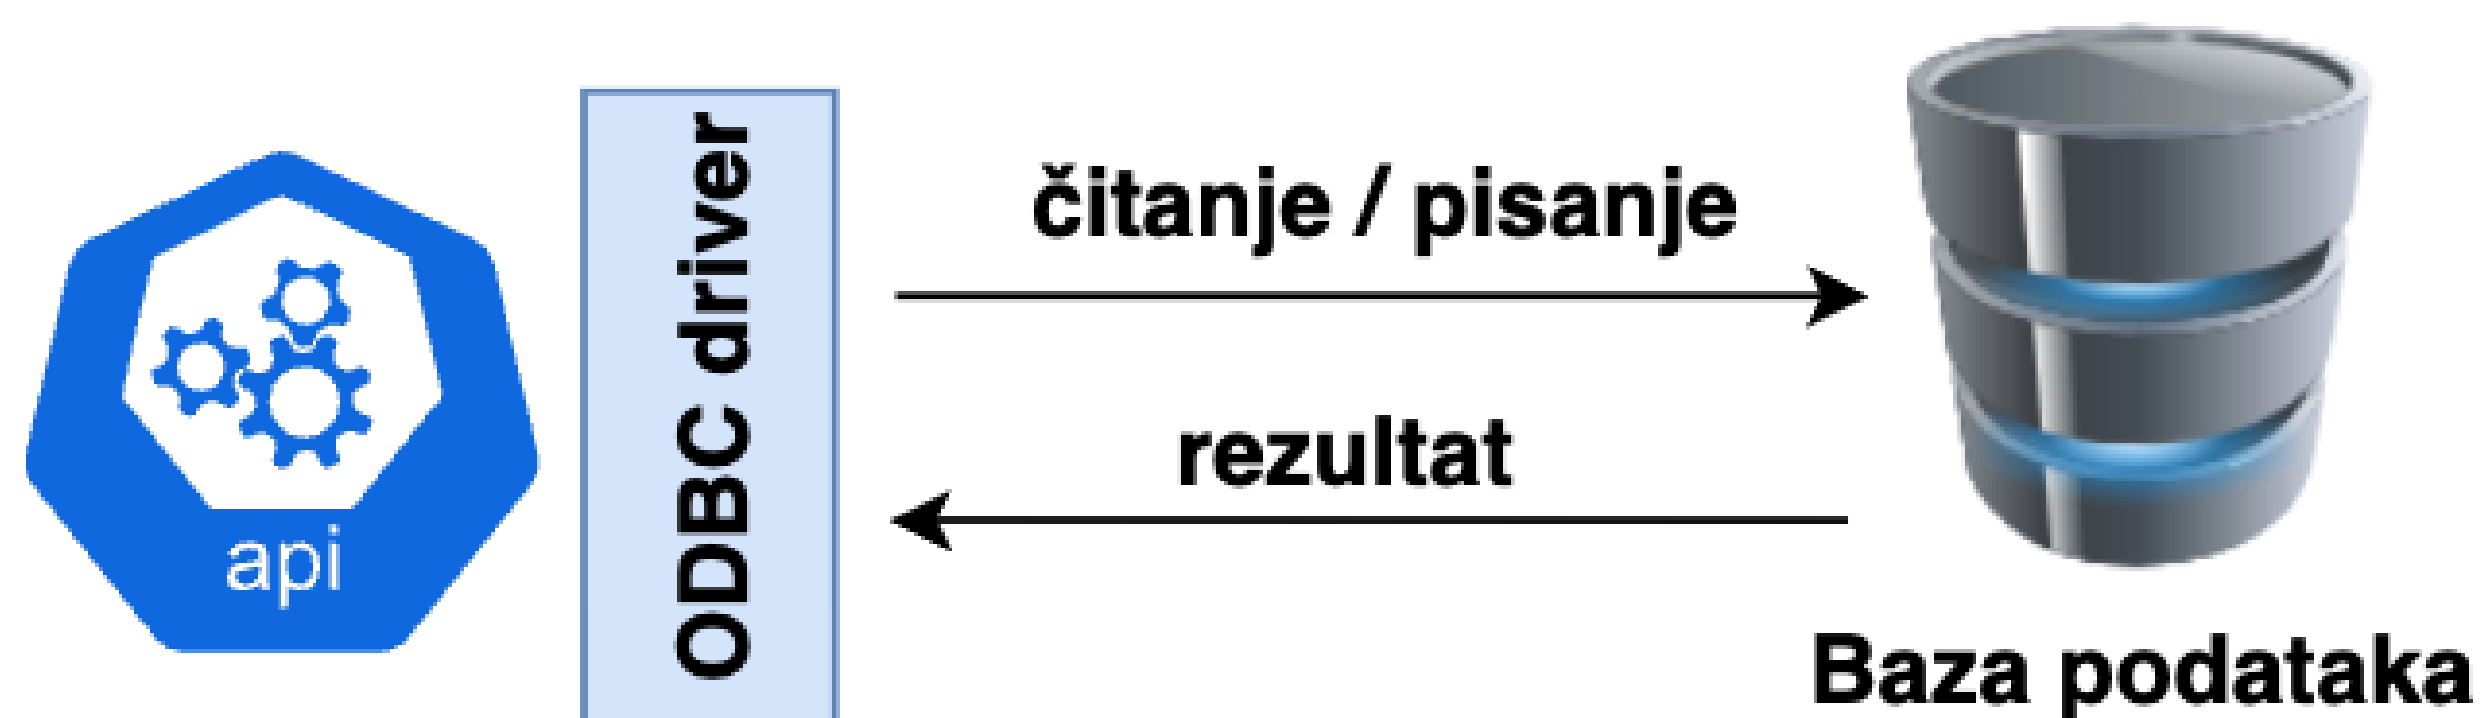 api
ODBC driver
čitanje / pisanje
rezultat
Baza podataka